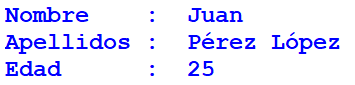 Nombre    :  Juan
Apellidos :  Pérez López
Edad      :  25